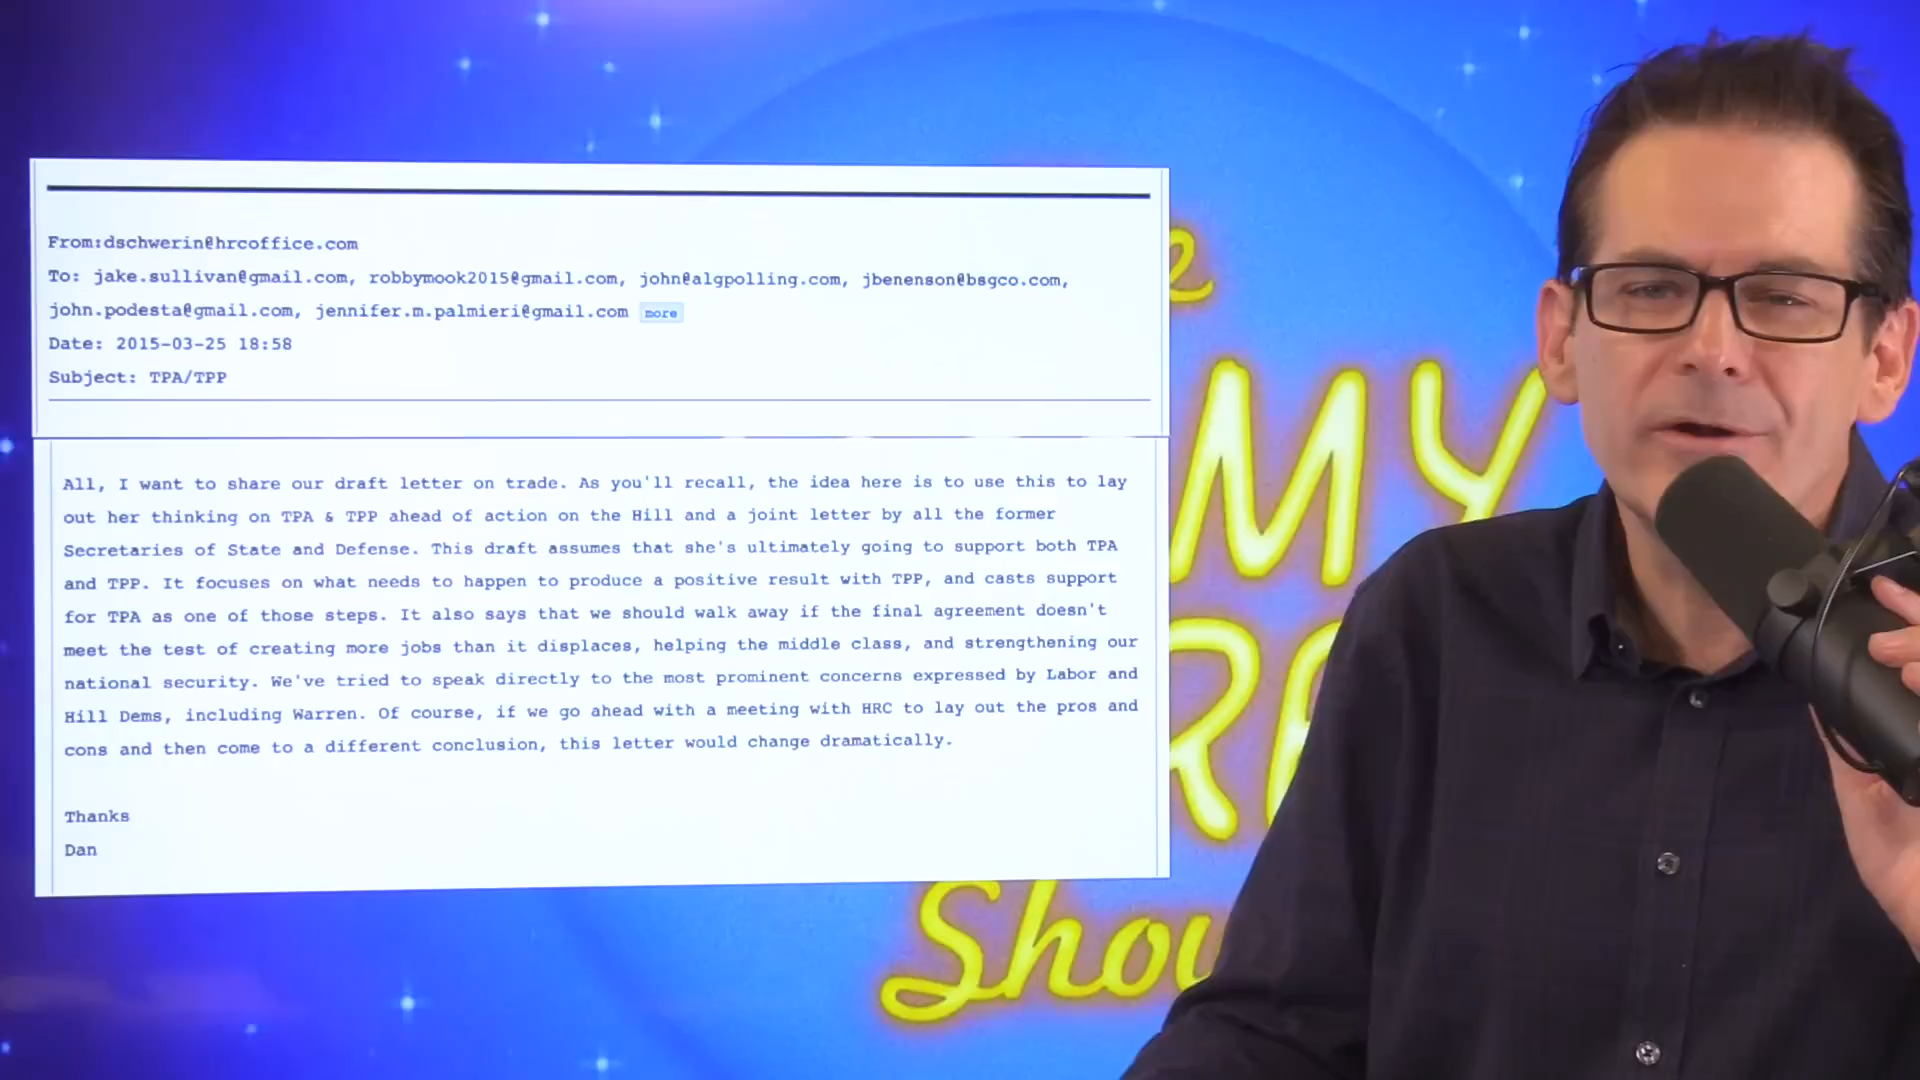 From:dschwerin@hrcoffice.com
To: jake.sullivan@gmail.com, robbymook2015@gmail.com, john@algpolling.com, jbenenson@bsgco.com,
john.podesta@gmail.com, jennifer.m.palmieri@gmail.com more
Date: 2015-03-25 18:58
Subject: TPA/TPP
All, I want to share our draft letter on trade. As you'll recall, the idea here is to use this to lay
out her thinking on TPA & TPP ahead of action on the Hill and a joint letter by all the former
Secretaries of State and Defense. This draft assumes that she's ultimately going to support both TPA
and TPP. It focuses on what needs to happen to produce a positive result with TPP, and casts support
for TPA as one of those steps. It also says that we should walk away if the final agreement doesn't
meet the test of creating more jobs than it displaces, helping the middle class, and strengthening our
national security. We've tried to speak directly to the most prominent concerns expressed by Labor and
Hill Dems, including Warren. Of course, if we go ahead with a meeting with HRC to lay out the pros and
cons and then come to a different conclusion, this letter would change dramatically.
Thanks
Dan
Show